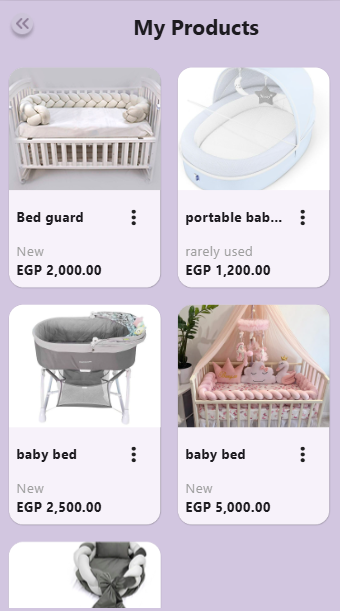 My Products
Bed guard
New
EGP 2,000.00
portable bab...
rarely used
EGP 1,200.00
baby bed
New
EGP 2,500.00
baby bed
New
EGP 5,000.00